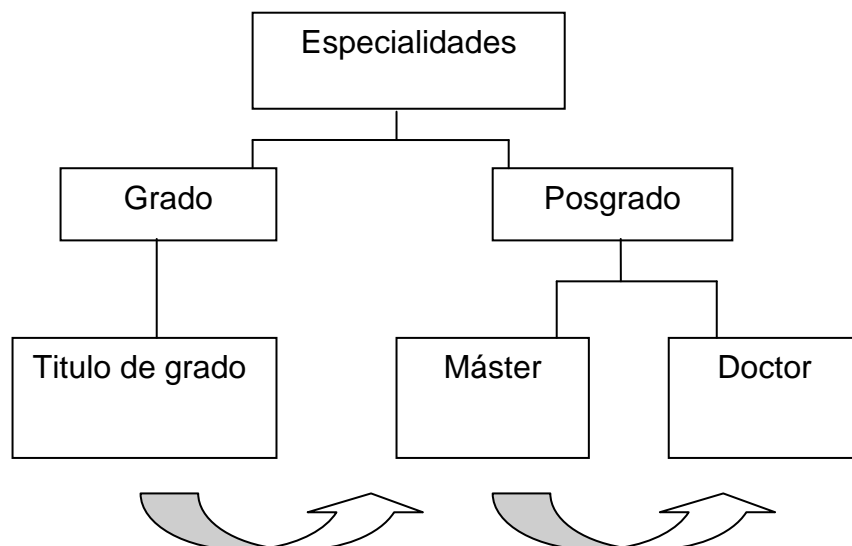 Especialidades
Grado
Posgrado
Titulo de grado
Máster
Doctor